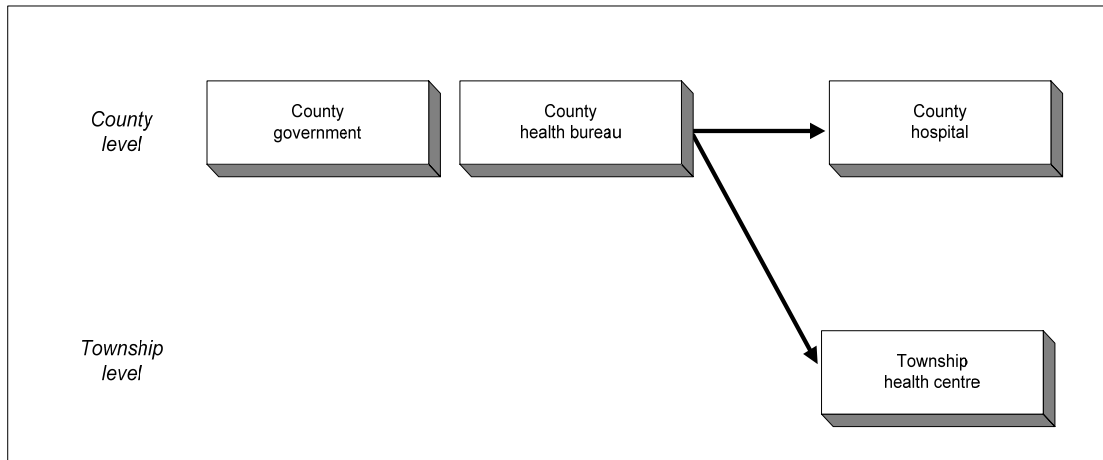 County
level
County
government
County
health bureau
County
hospital
Township
level
Township
health centre